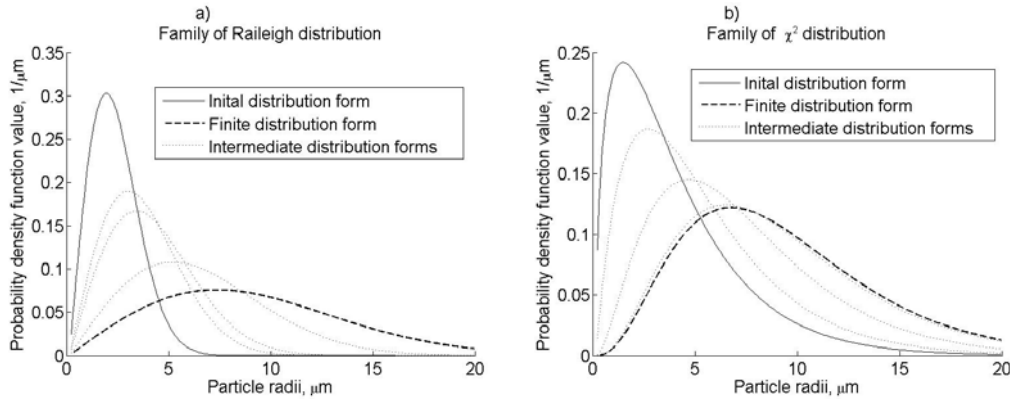 a)
Family of Raileigh distribution
0.35
0.3
0.25
0.2
0.15
0.1
0.05
0
Probability density function value, 1/μm
Inital distribution form
Finite distribution form
Intermediate distribution forms
0 5 10 15 20
Particle radii, μm
b)
Family of χ² distribution
0.25
0.2
0.15
0.1
0.05
0
Probability density function value, 1/μm
Inital distribution form
Finite distribution form
Intermediate distribution forms
0 5 10 15 20
Particle radii, μm